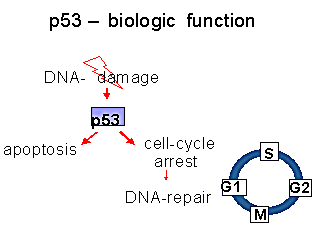 p53 – biologic function
DNA- damage
p53
apoptosis
cell-cycle
arrest
DNA-repair
S
G1
G2
M